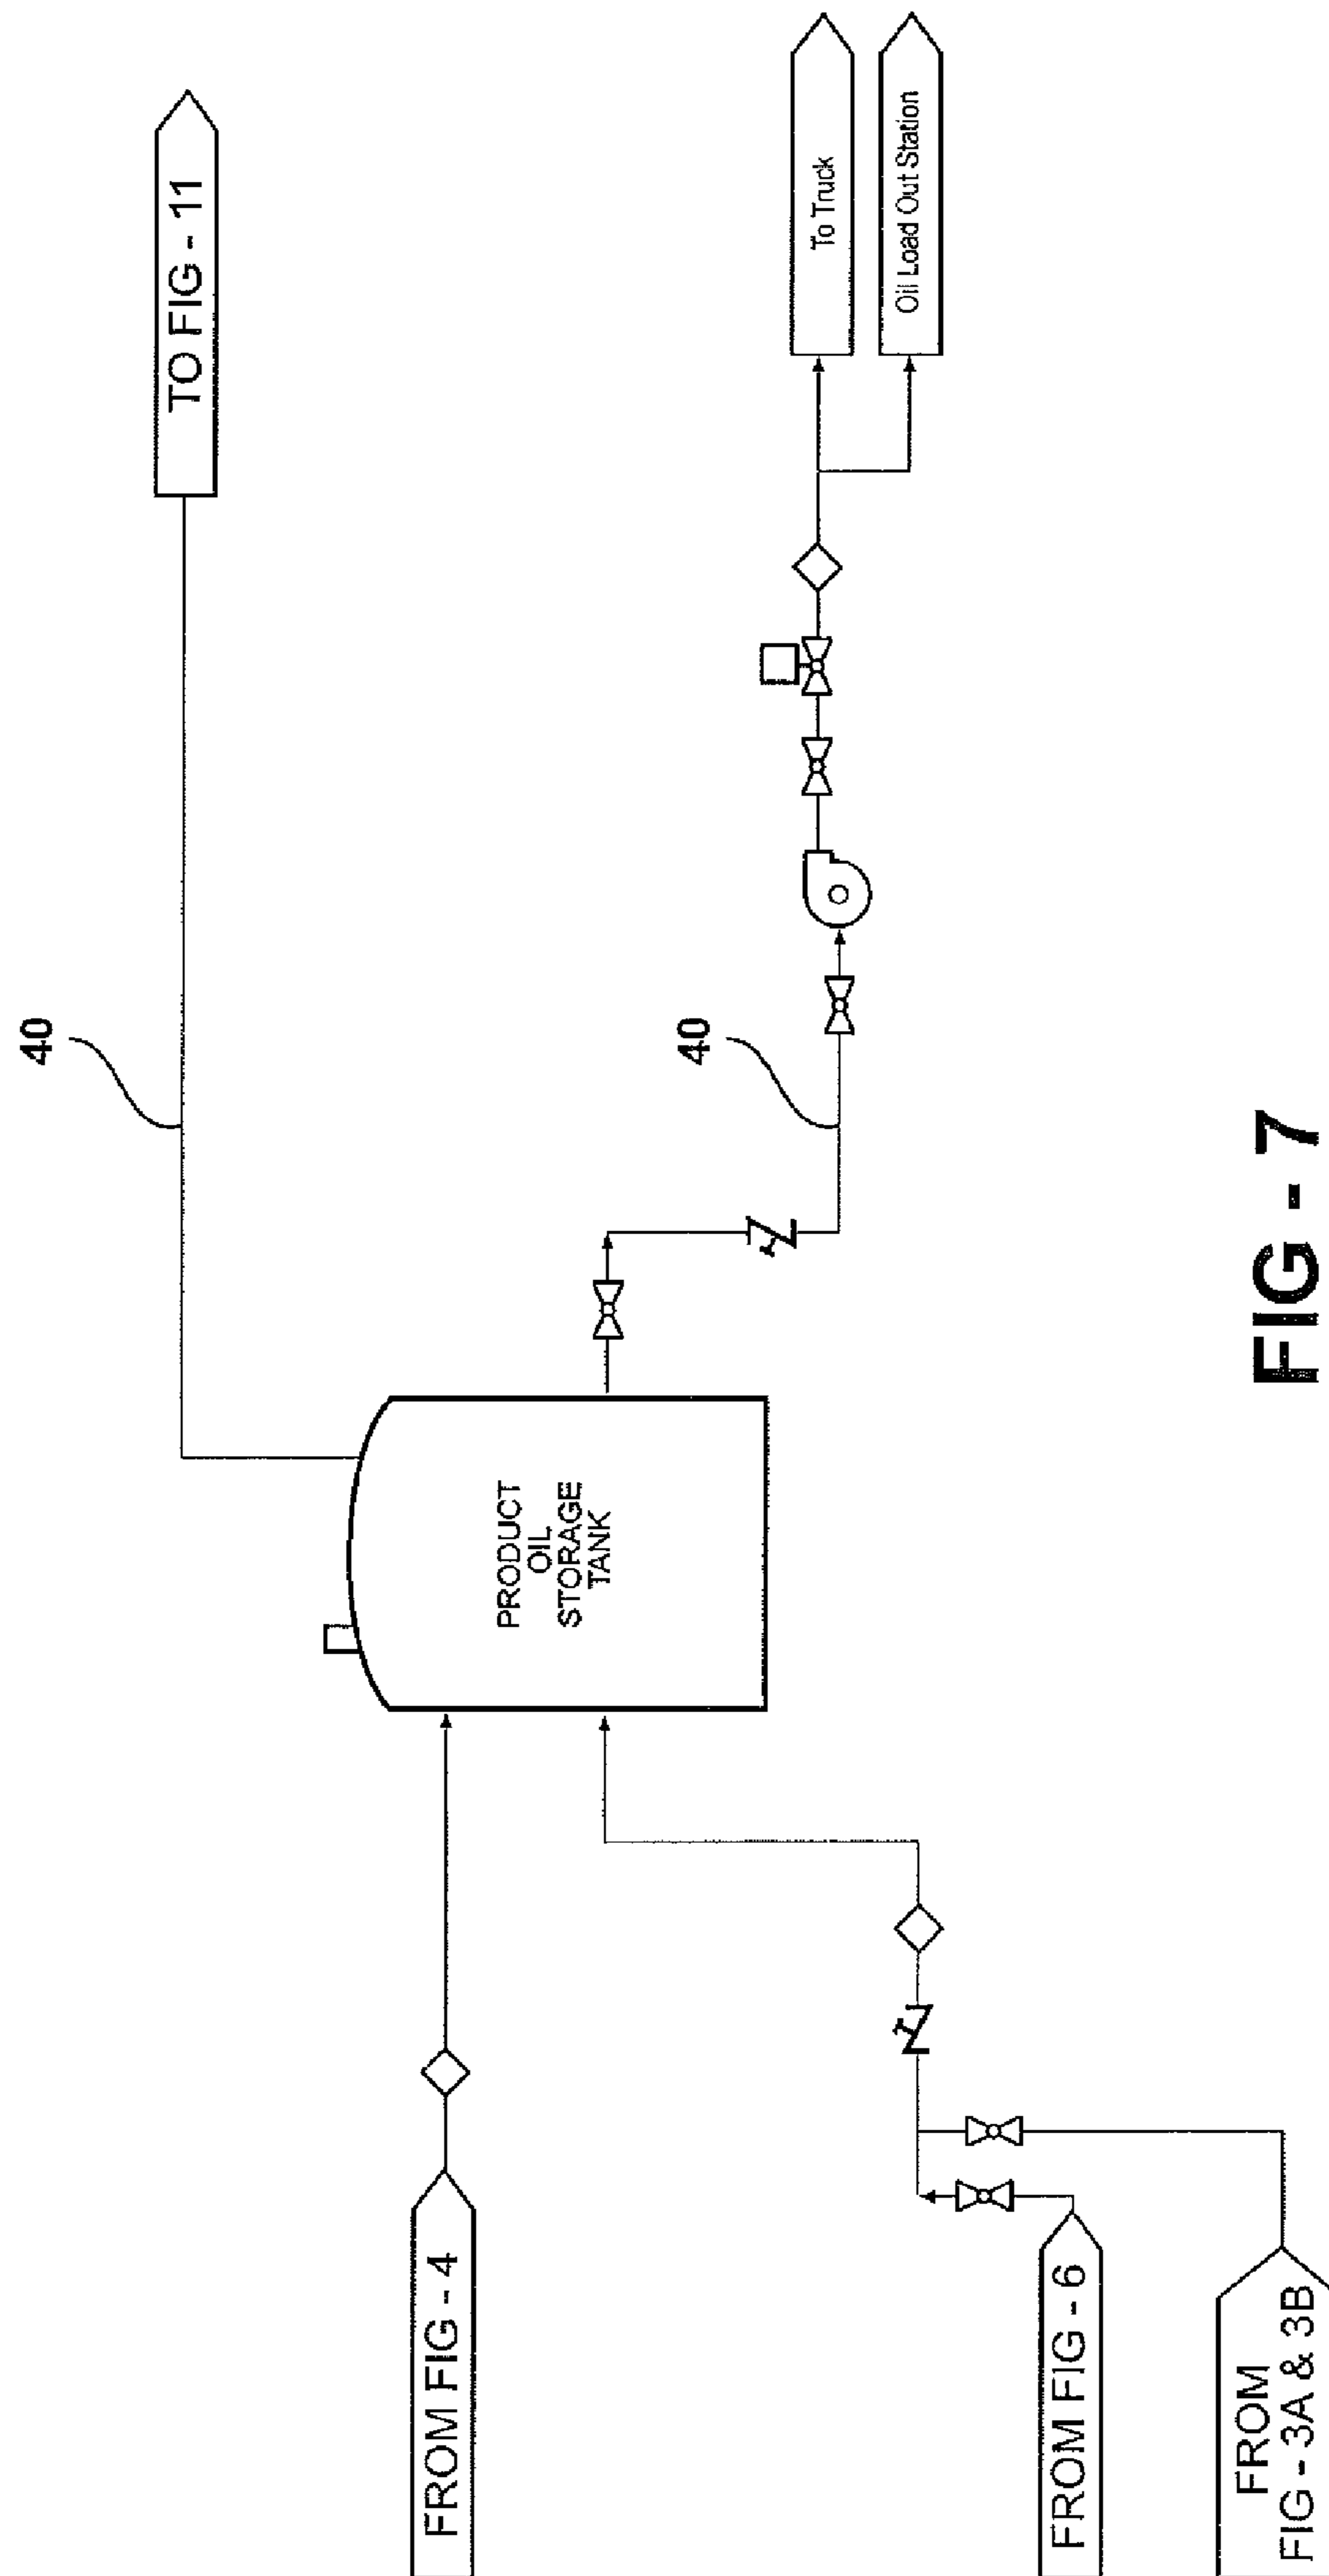 TO FIG - 11
40
FROM FIG - 4
PRODUCT
OIL
STORAGE
TANK
40
To Truck
Oil Load Out Station
FROM FIG - 6
FROM
FIG - 3A & 3B
FIG - 7